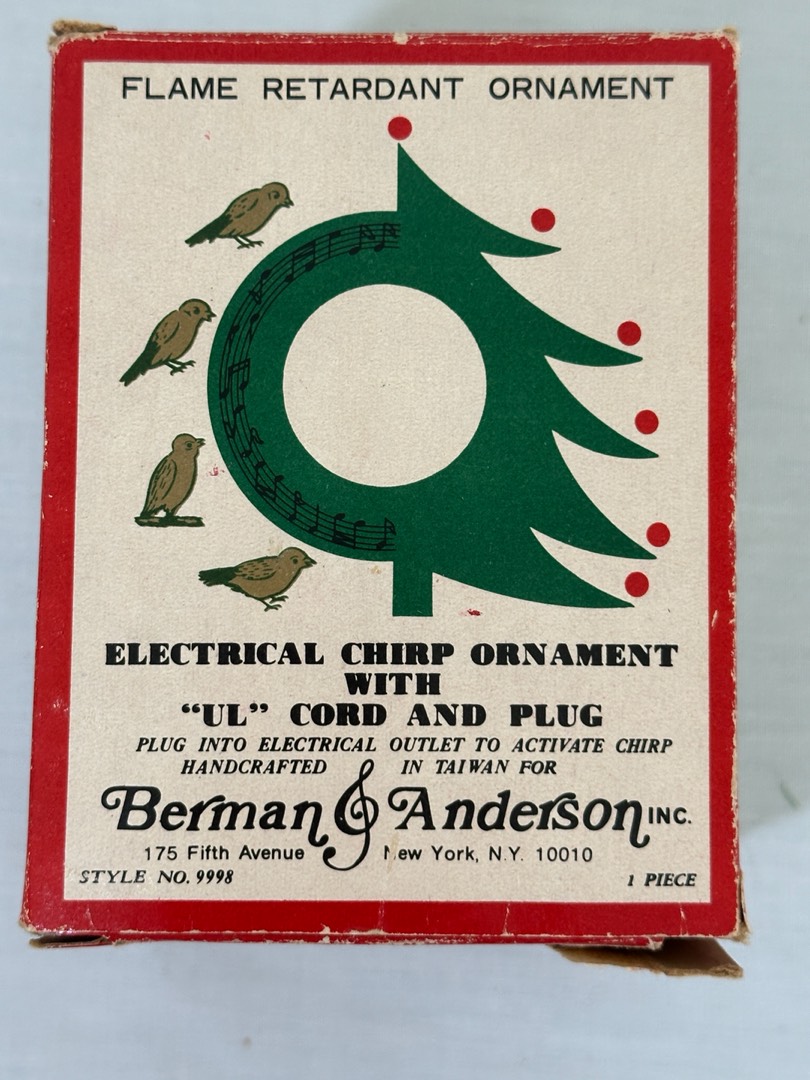 FLAME RETARDANT ORNAMENT
ELECTRICAL CHIRP ORNAMENT
WITH
“UL” CORD AND PLUG
PLUG INTO ELECTRICAL OUTLET TO ACTIVATE CHIRP
HANDCRAFTED IN TAIWAN FOR
Berman & Anderson INC.
175 Fifth Avenue New York, N.Y. 10010
STYLE NO. 9998 1 PIECE